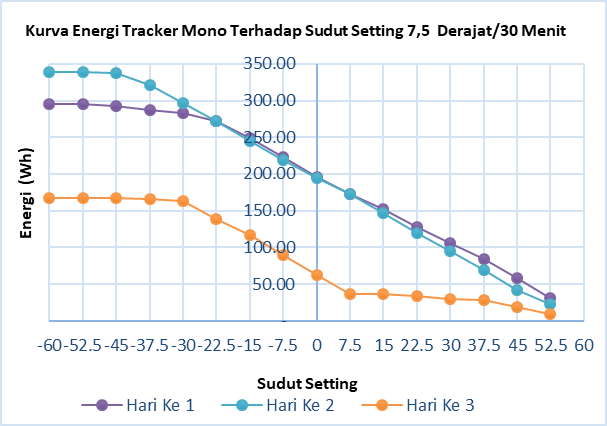 Kurva Energi Tracker Mono Terhadap Sudut Setting 7,5 Derajat/30 Menit
350.00
300.00
250.00
200.00
150.00
100.00
50.00
-
Energi (Wh)
-60 -52.5 -45 -37.5 -30 -22.5 -15 -7.5 0 7.5 15 22.5 30 37.5 45 52.5 60
Sudut Setting
Hari Ke 1 Hari Ke 2 Hari Ke 3